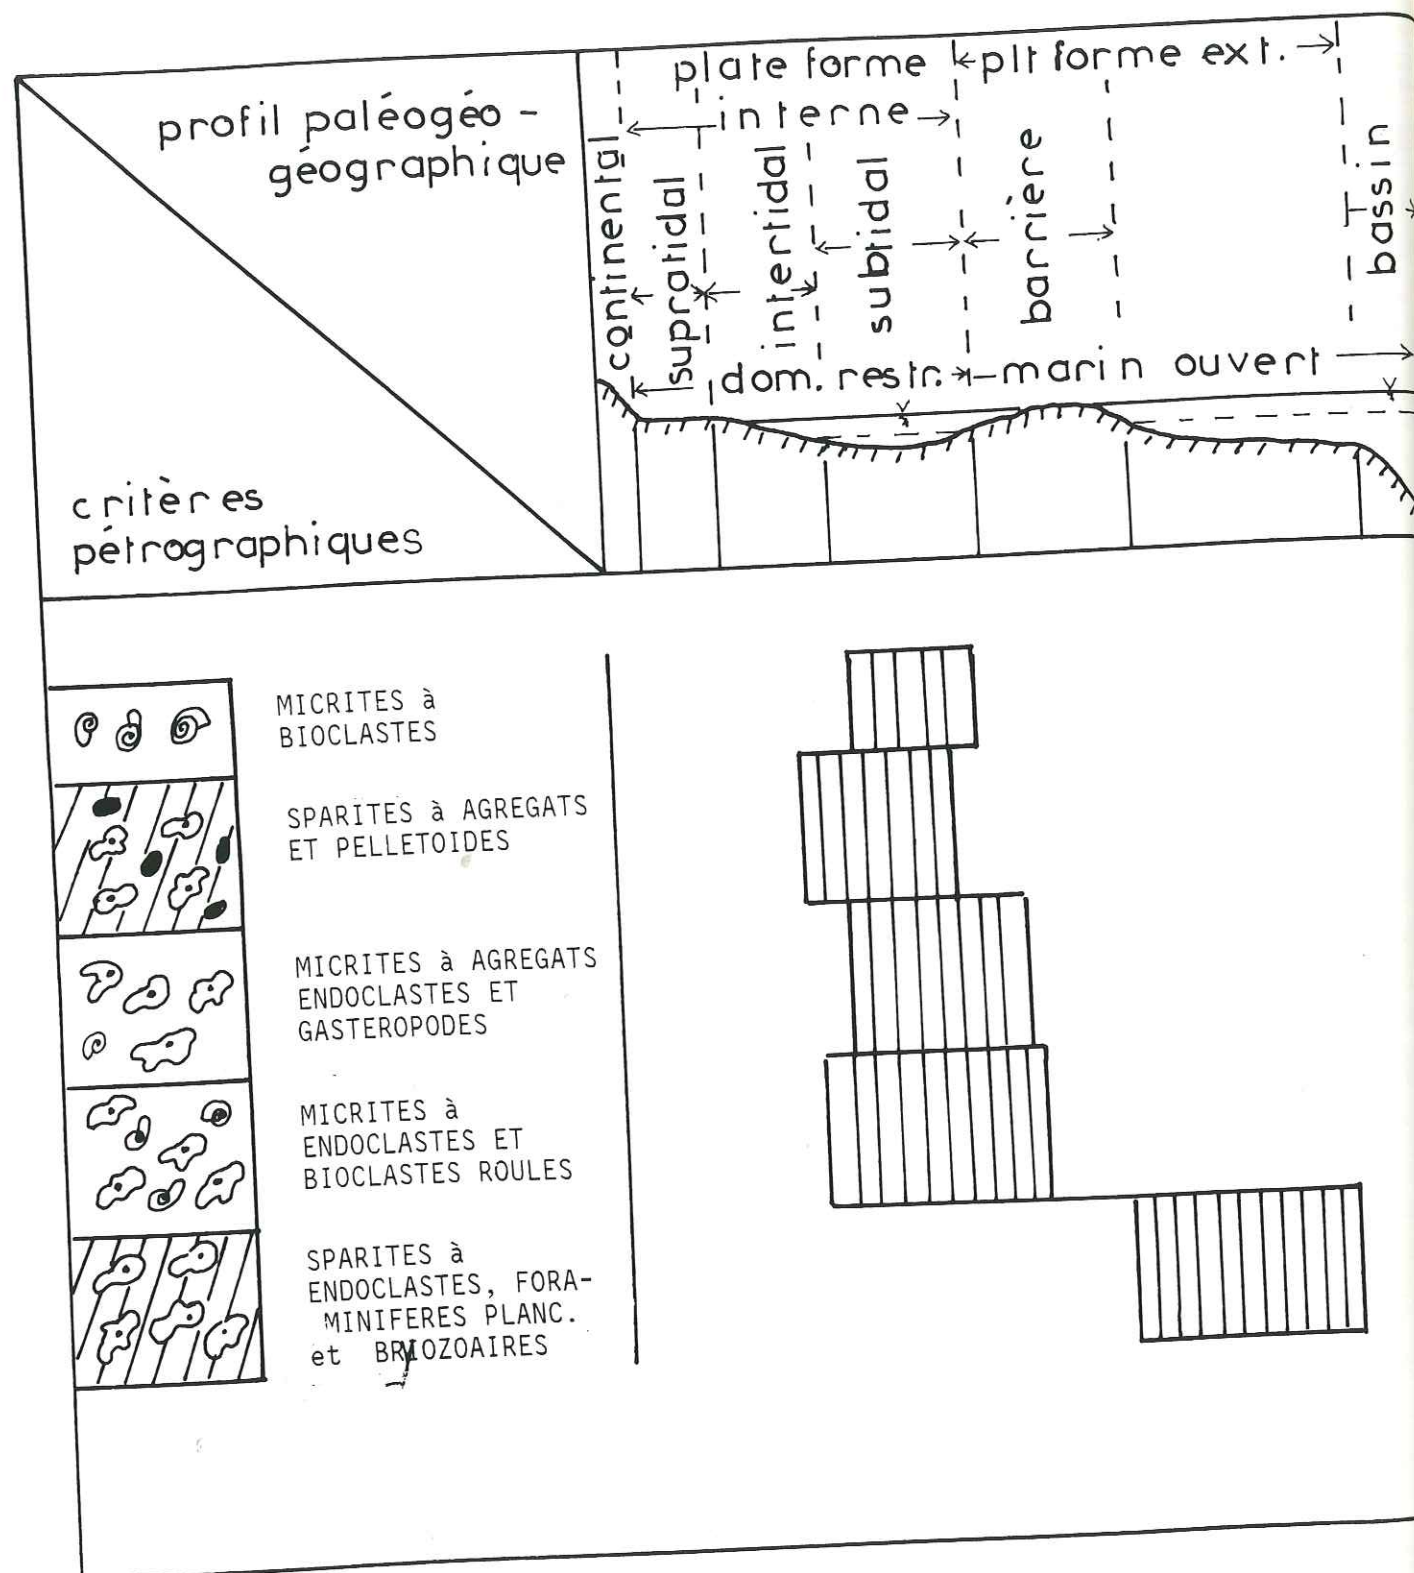 profil paléogéo -
géographique
critères
pétrographiques
plate forme
plt forme ext.
interne
continental
supratidal
intertidal
subtidal
barrière
bassin
dom. restr.
marin ouvert
MICRITES à
BIOCLASTES
SPARITES à AGREGATS
ET PELLETOIDES
MICRITES à AGREGATS
ENDOCLASTES ET
GASTEROPODES
MICRITES à
ENDOCLASTES ET
BIOCLASTES ROULES
SPARITES à
ENDOCLASTES, FORA-
MINIFERES PLANC.
et BRYOZOAIRES